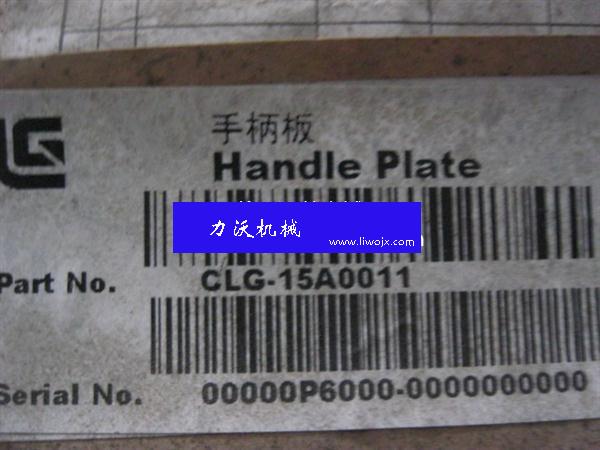 手柄板
Handle Plate
力沃机械
www.liwojx.com
Part No. CLG-15A0011
Serial No. 00000P6000-0000000000